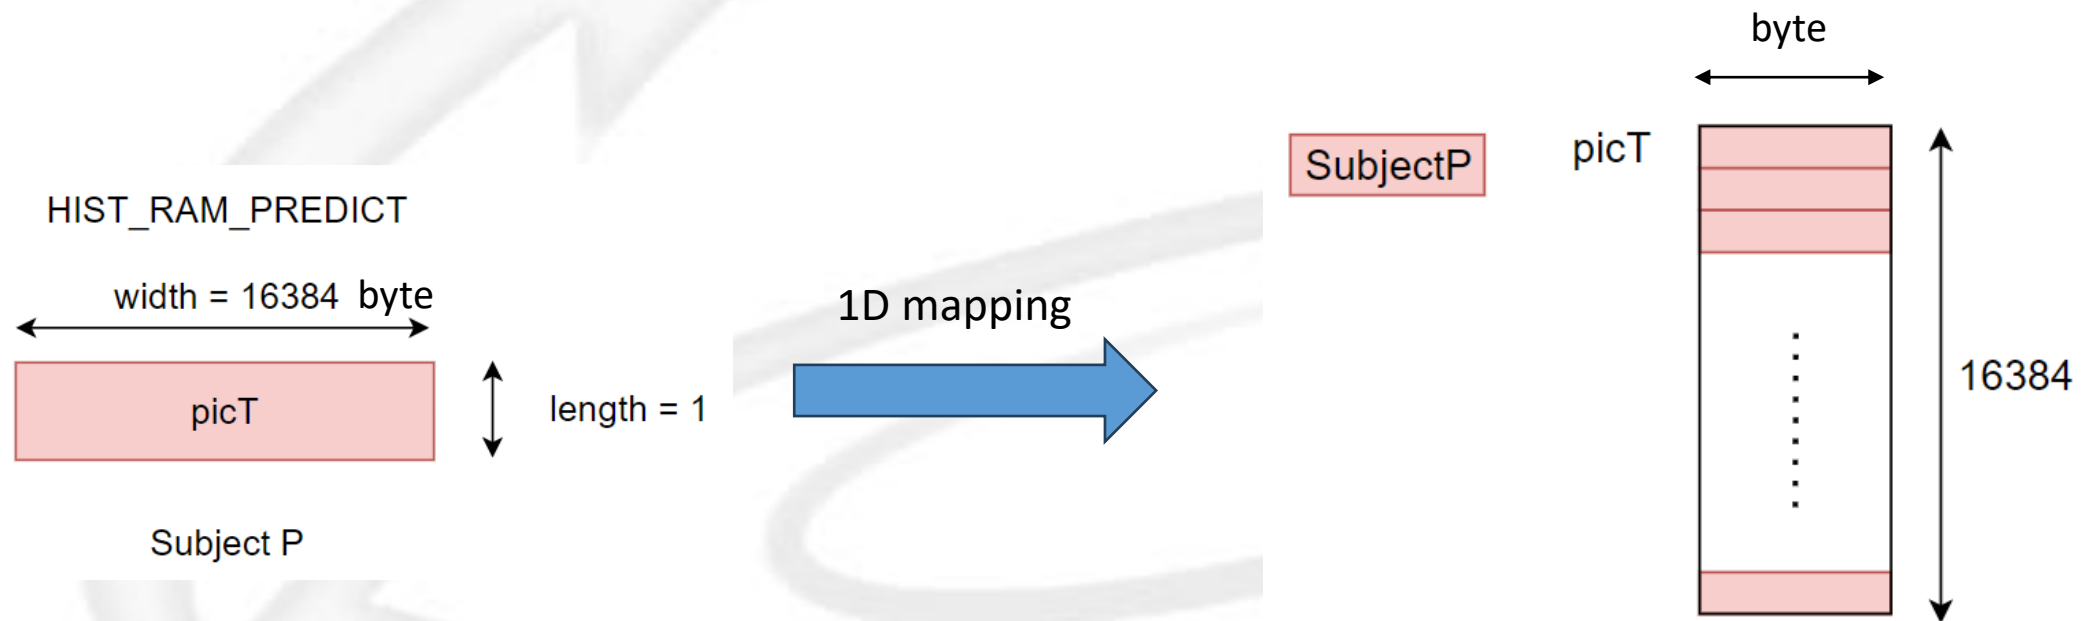 HIST_RAM_PREDICT
width = 16384 byte
picT
length = 1
Subject P
1D mapping
SubjectP
picT
byte
16384